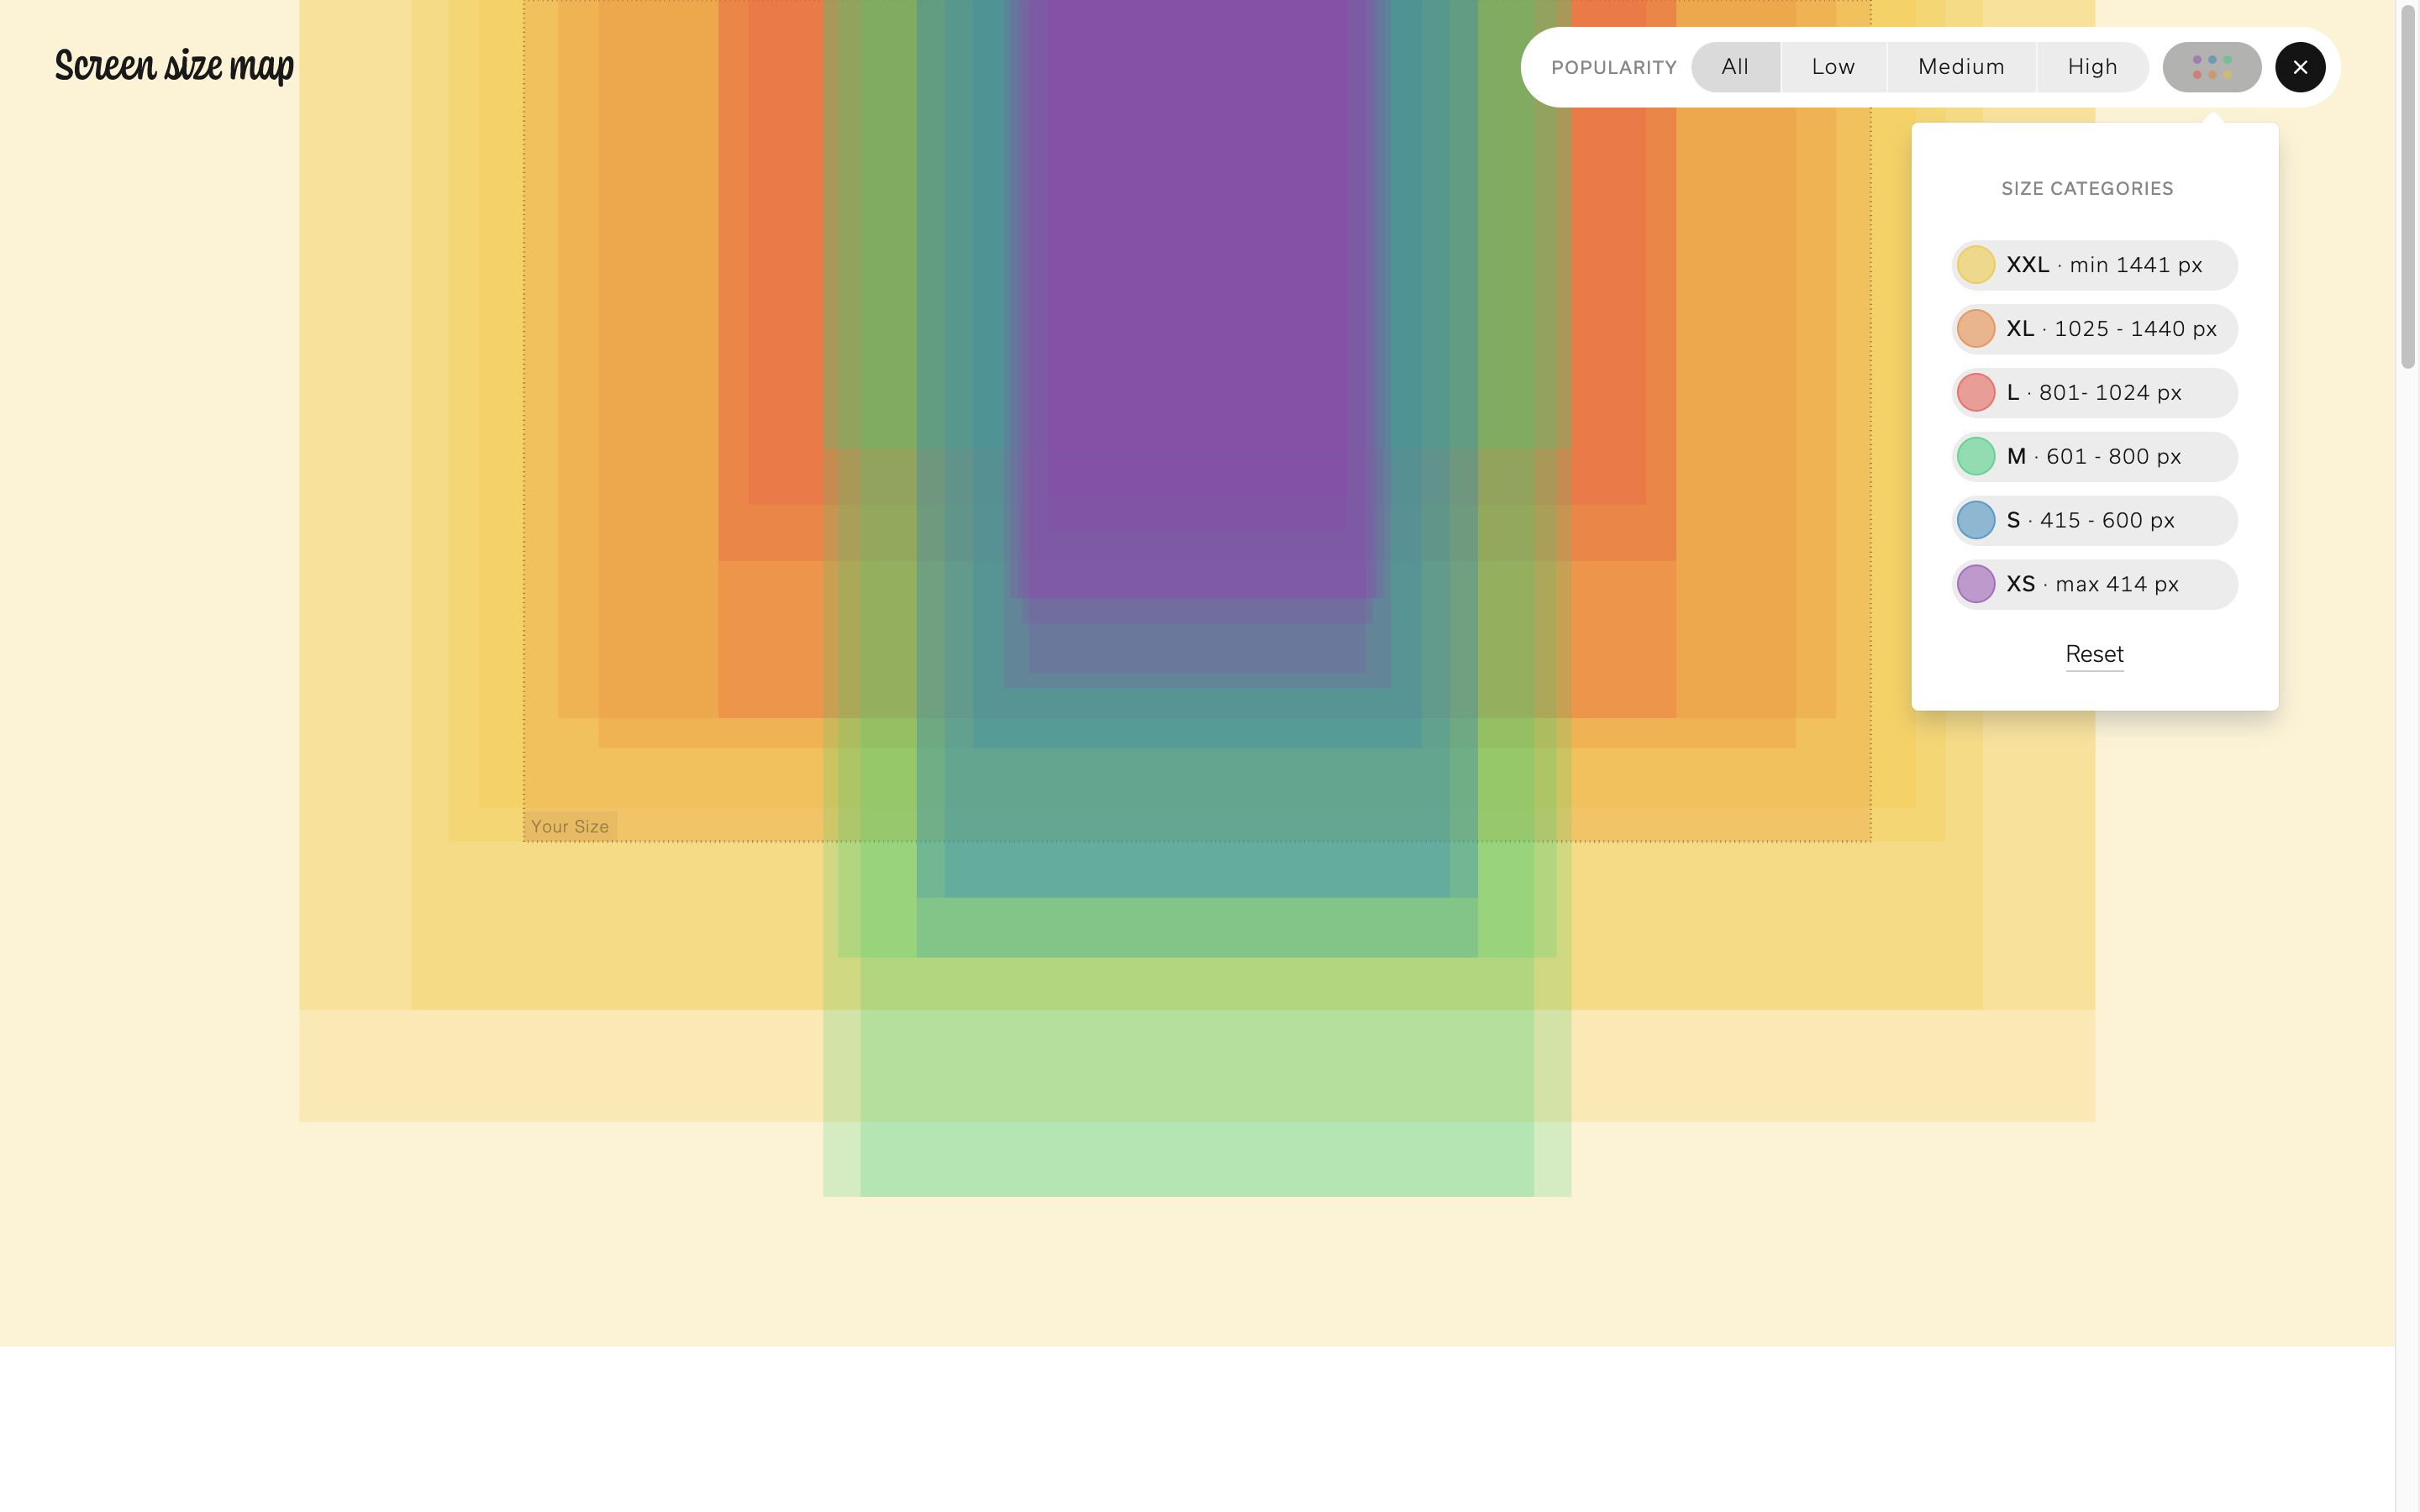 Screen size map
POPULARITY
All
Low
Medium
High
SIZE CATEGORIES
XXL · min 1441 px
XL · 1025 - 1440 px
L · 801- 1024 px
M · 601 - 800 px
S · 415 - 600 px
XS · max 414 px
Reset
Your Size